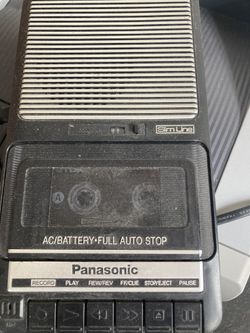 Slim Line
A
AC/BATTERY•FULL AUTO STOP
Panasonic
RECORD PLAY REW/REV FF/CUE STOP/EJECT PAUSE